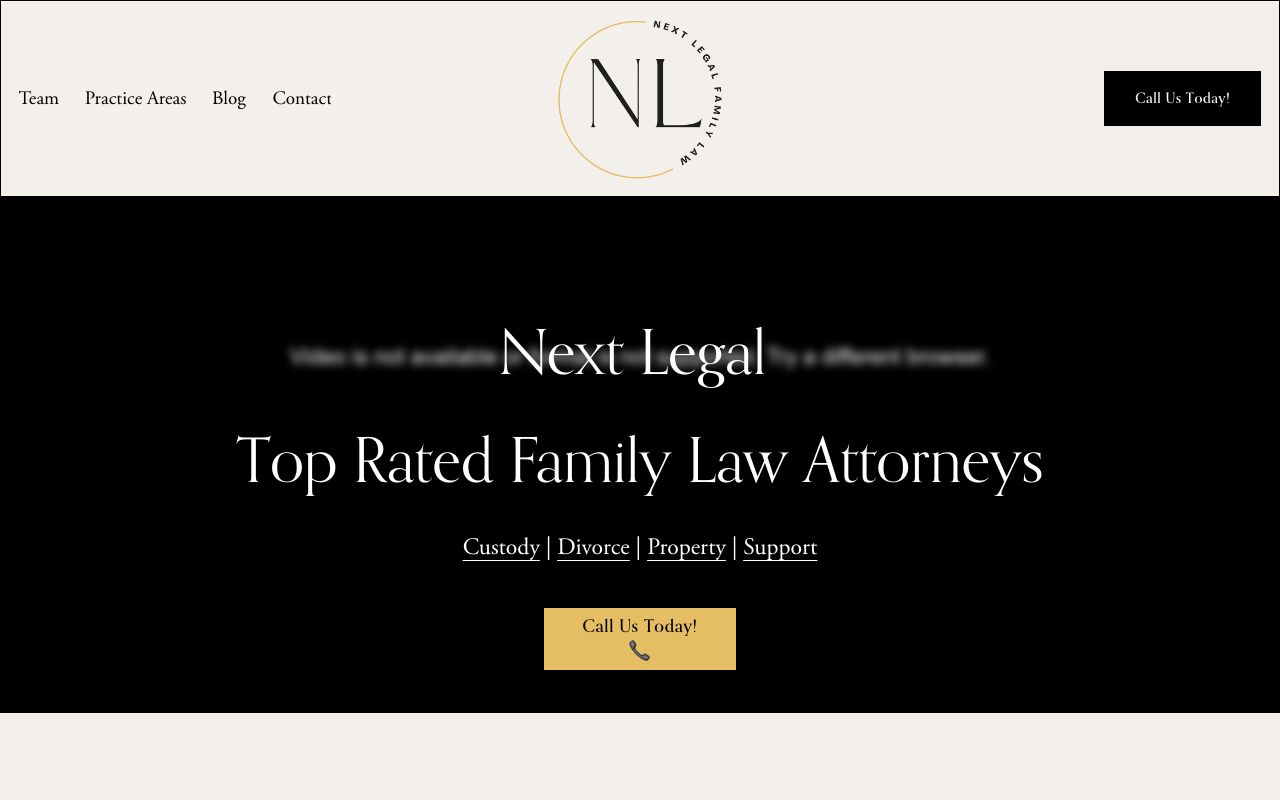 Team
Practice Areas
Blog
Contact
NEXT LEGAL FAMILY LAW
NL
Call Us Today!
Video is not available
Try a different browser.
Next Legal
Top Rated Family Law Attorneys
Custody | Divorce | Property | Support
Call Us Today!